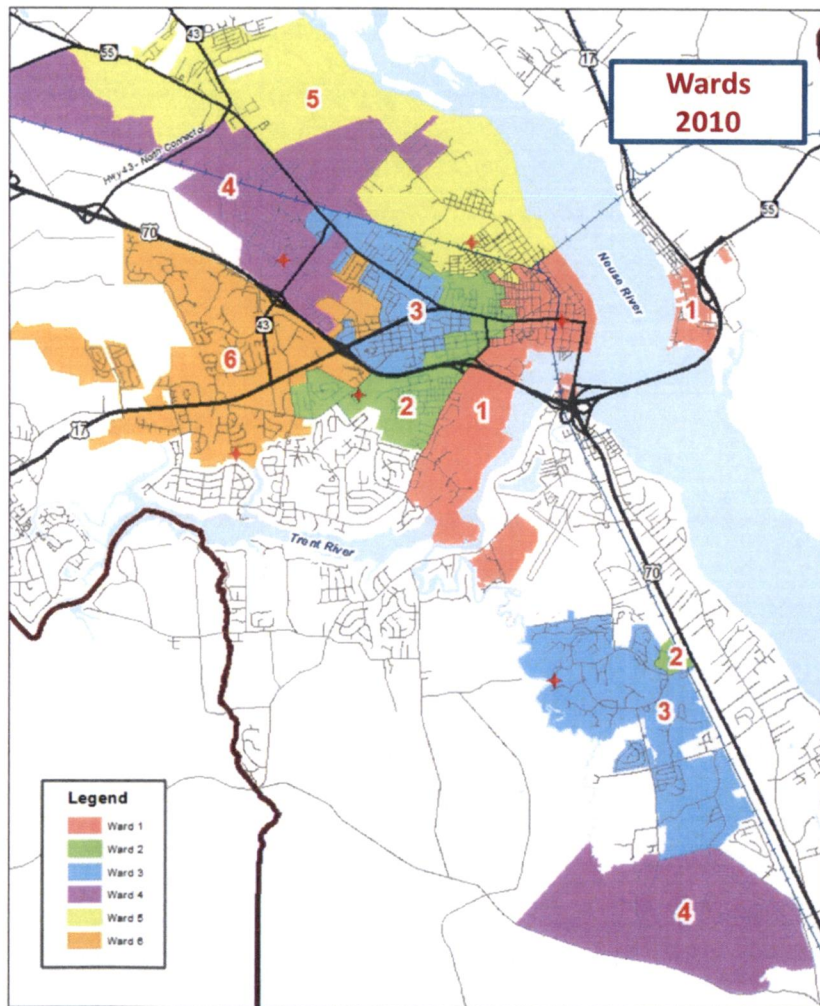 43
55
17
Wards
2010
5
Hwy 43 - North Connector
4
55
70
Neuse River
1
3
43
6
2
1
17
Trent River
70
2
3
Legend
Ward 1
Ward 2
Ward 3
Ward 4
Ward 5
Ward 6
4